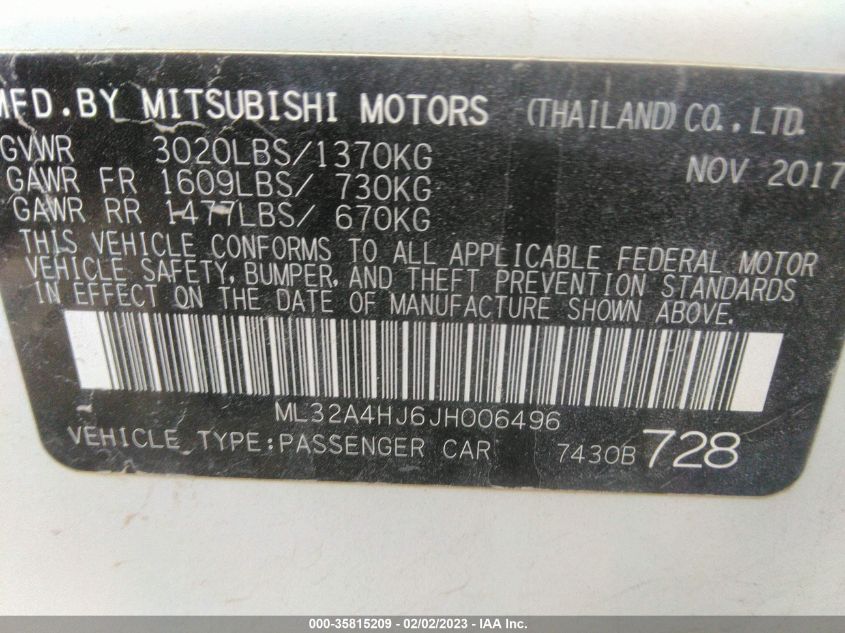 MFD.BY MITSUBISHI MOTORS (THAILAND) CO.,LTD.
GVWR 3020LBS/1370KG NOV 2017
GAWR FR 1609LBS/ 730KG
GAWR RR 1477LBS/ 670KG
THIS VEHICLE CONFORMS TO ALL APPLICABLE FEDERAL MOTOR
VEHICLE SAFETY, BUMPER, AND THEFT PREVENTION STANDARDS
IN EFFECT ON THE DATE OF MANUFACTURE SHOWN ABOVE.
ML32A4HJ6JH006496
VEHICLE TYPE:PASSENGER CAR 7430B 728
000-35815209 - 02/02/2023 - IAA Inc.